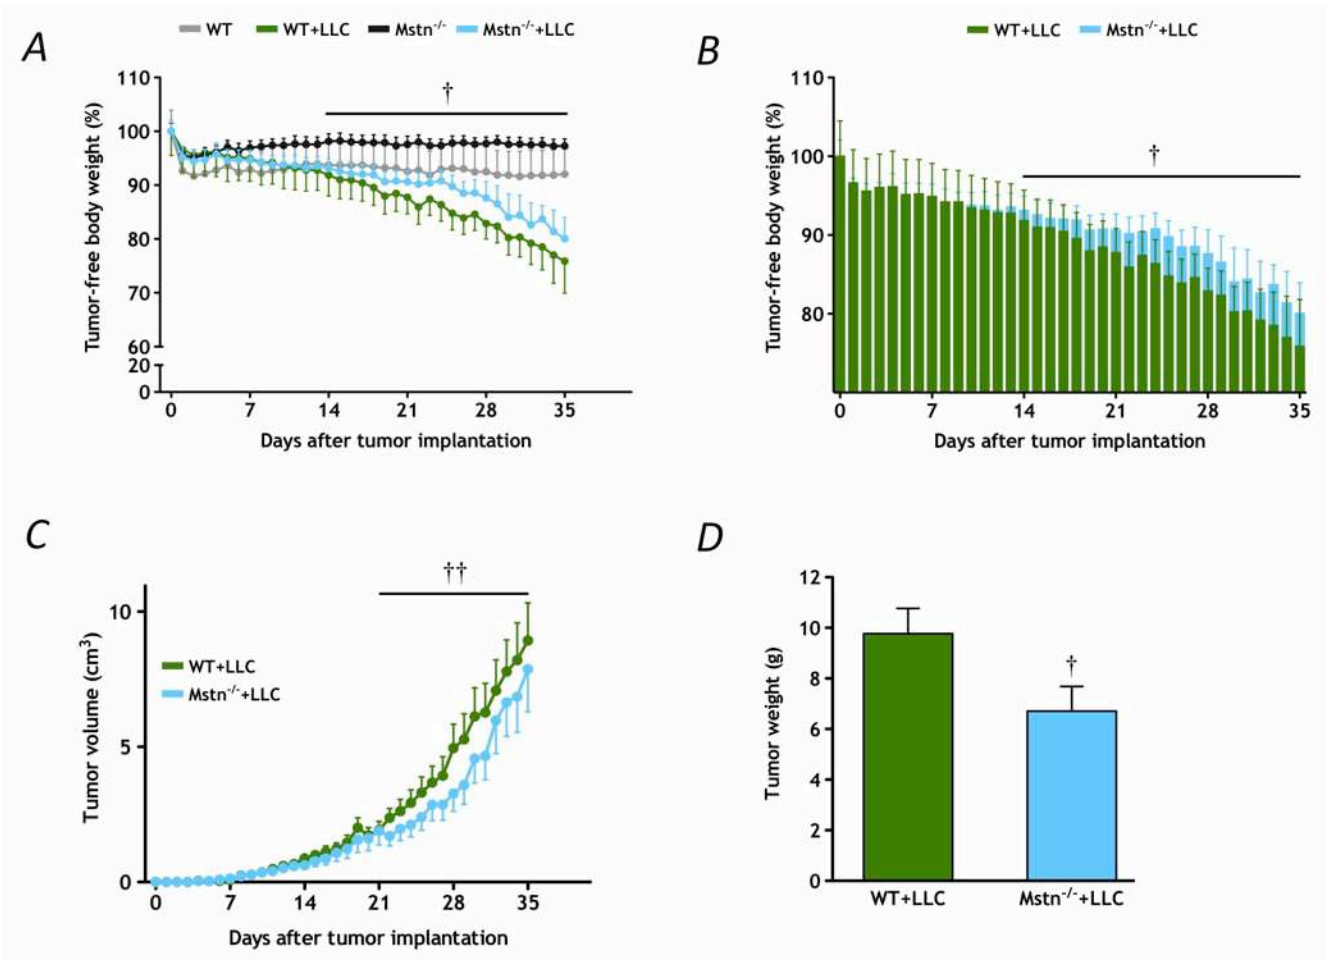 A
WT WT+LLC Mstn⁻/⁻ Mstn⁻/⁻+LLC
†
Tumor-free body weight (%)
110
100
90
80
70
60
20
0
0 7 14 21 28 35
Days after tumor implantation
B
WT+LLC Mstn⁻/⁻+LLC
†
Tumor-free body weight (%)
110
100
90
80
0 7 14 21 28 35
Days after tumor implantation
C
††
WT+LLC
Mstn⁻/⁻+LLC
Tumor volume (cm³)
10
5
0
0 7 14 21 28 35
Days after tumor implantation
D
†
Tumor weight (g)
12
10
8
6
4
2
0
WT+LLC Mstn⁻/⁻+LLC